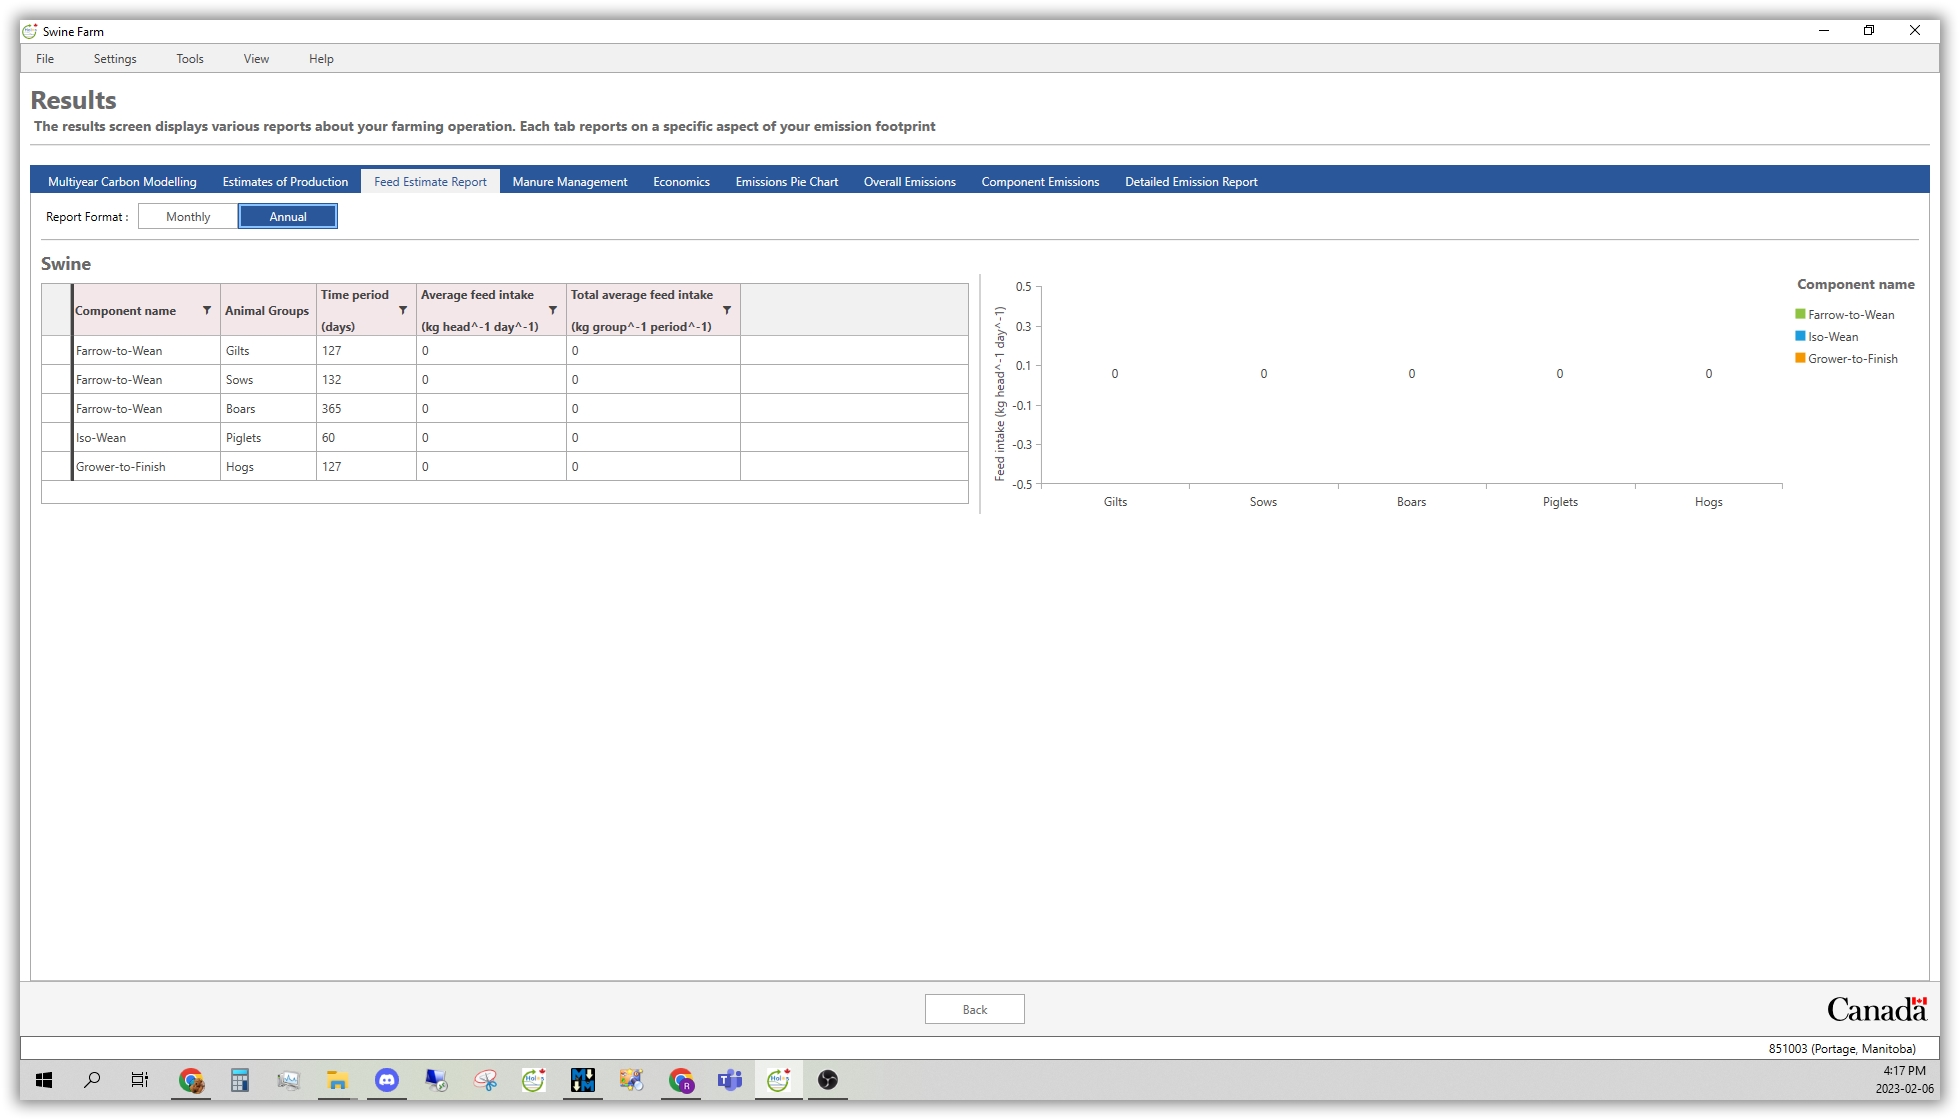 Swine Farm
File Settings Tools View Help
Results
The results screen displays various reports about your farming operation. Each tab reports on a specific aspect of your emission footprint
Multiyear Carbon Modelling Estimates of Production Feed Estimate Report Manure Management Economics Emissions Pie Chart Overall Emissions Component Emissions Detailed Emission Report
Report Format : Monthly Annual
Swine
Component name Animal Groups Time period (days) Average feed intake (kg head^-1 day^-1) Total average feed intake (kg group^-1 period^-1)
Farrow-to-Wean Gilts 127 0 0
Farrow-to-Wean Sows 132 0 0
Farrow-to-Wean Boars 365 0 0
Iso-Wean Piglets 60 0 0
Grower-to-Finish Hogs 127 0 0
Feed intake (kg head^-1 day^-1)
0.5
0.3
0.1
-0.1
-0.3
-0.5
0 0 0 0 0
Gilts Sows Boars Piglets Hogs
Component name
Farrow-to-Wean
Iso-Wean
Grower-to-Finish
Back
Canada
851003 (Portage, Manitoba)
4:17 PM
2023-02-06